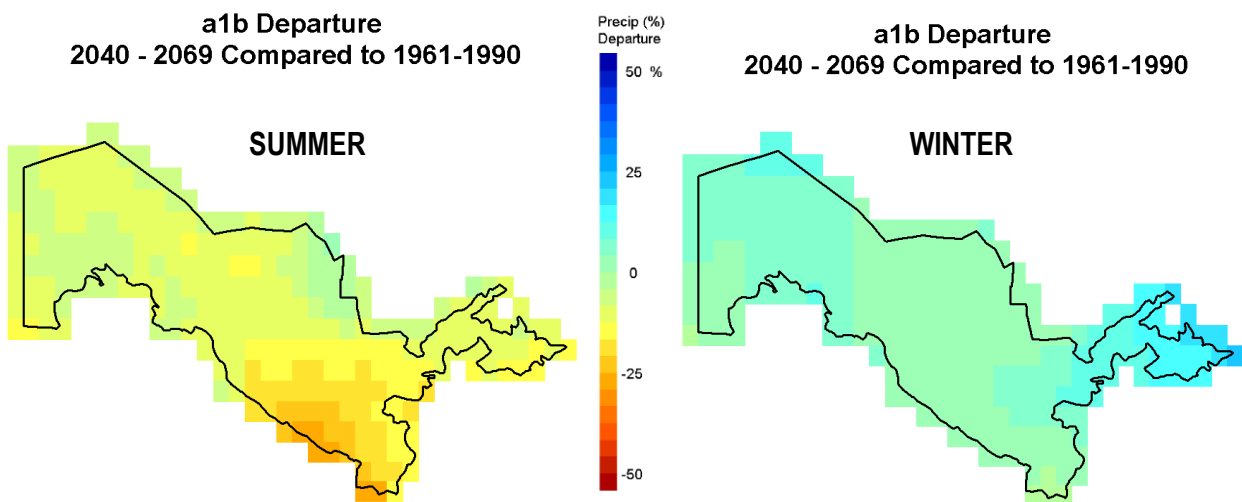 a1b Departure
2040 - 2069 Compared to 1961-1990
SUMMER
Precip (%)
Departure
50 %
25
0
-25
-50
a1b Departure
2040 - 2069 Compared to 1961-1990
WINTER